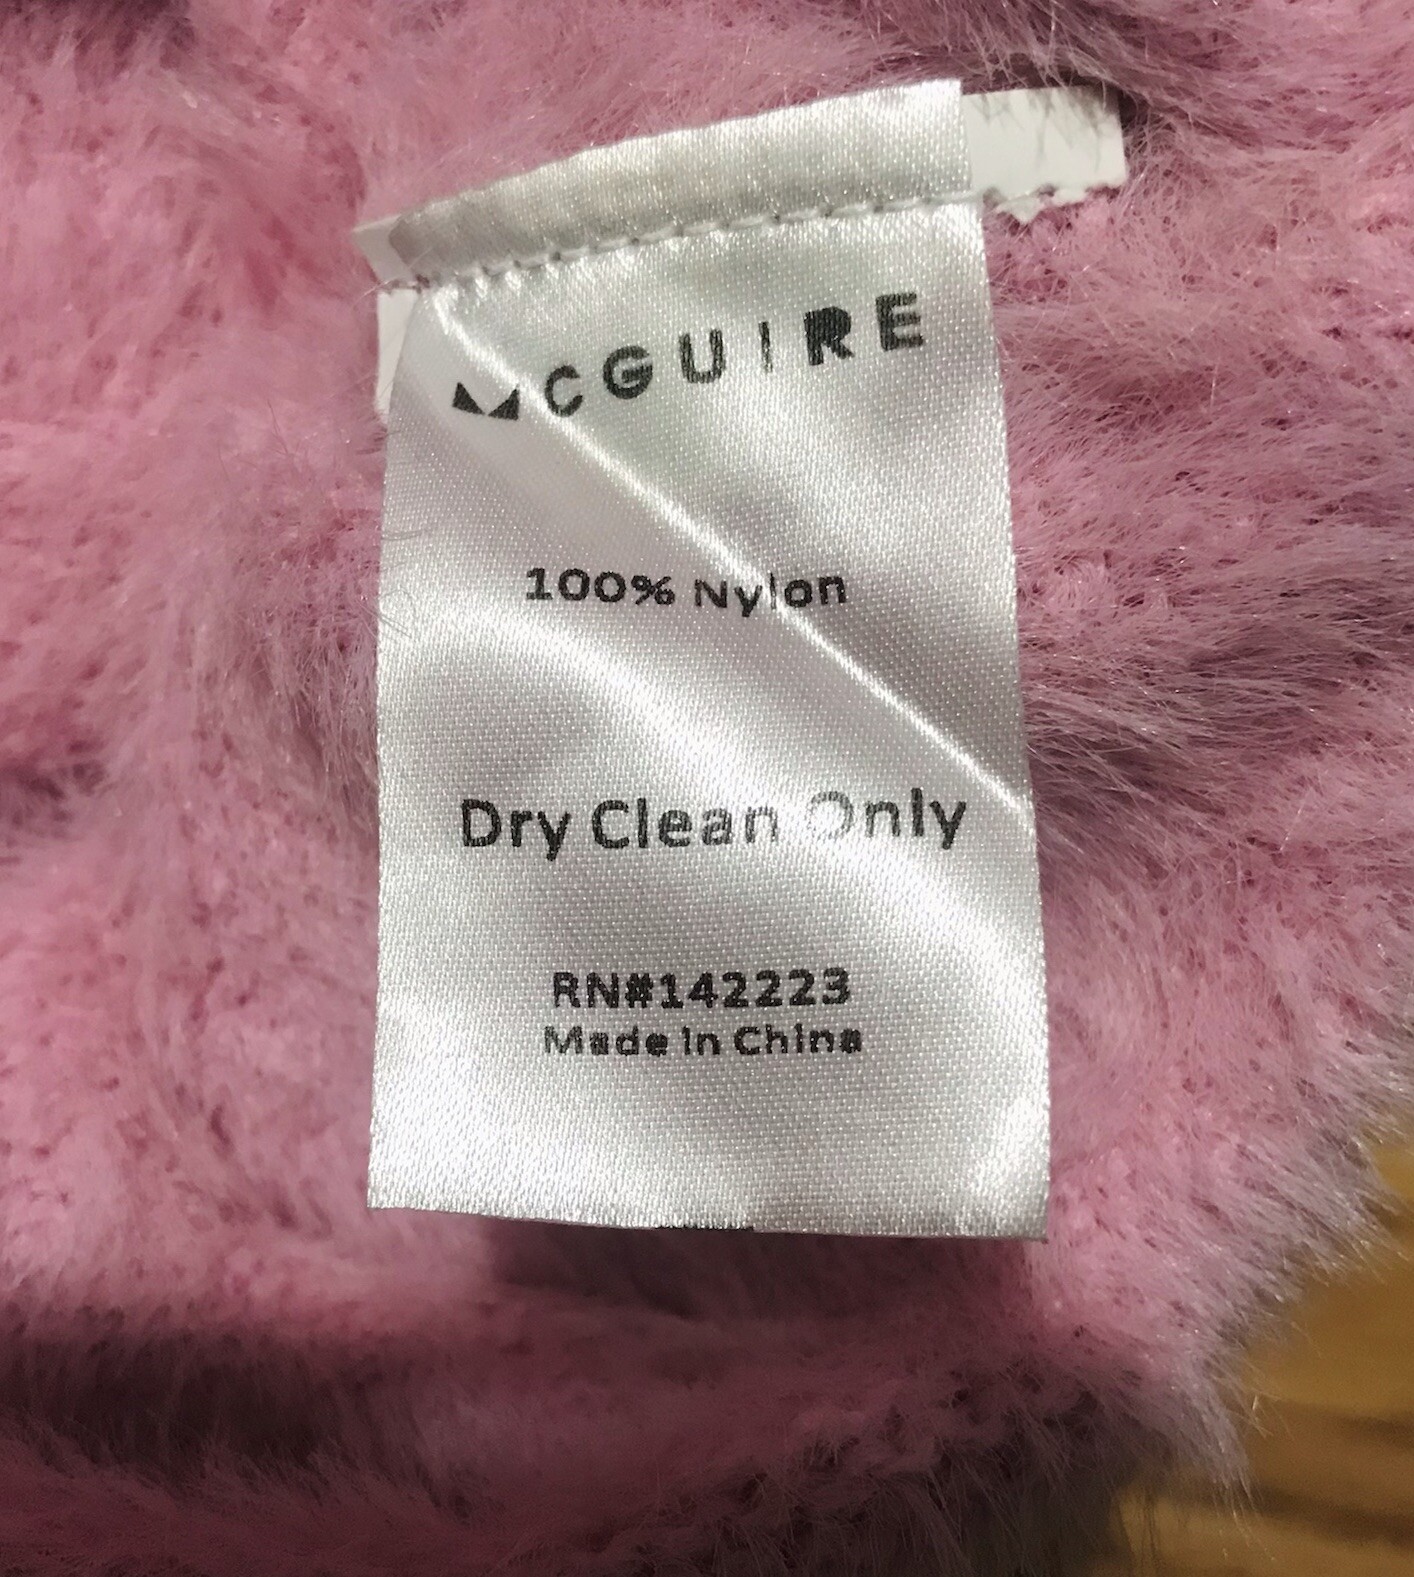 MCGUIRE
100% Nylon
Dry Clean Only
RN#142223
Made in China